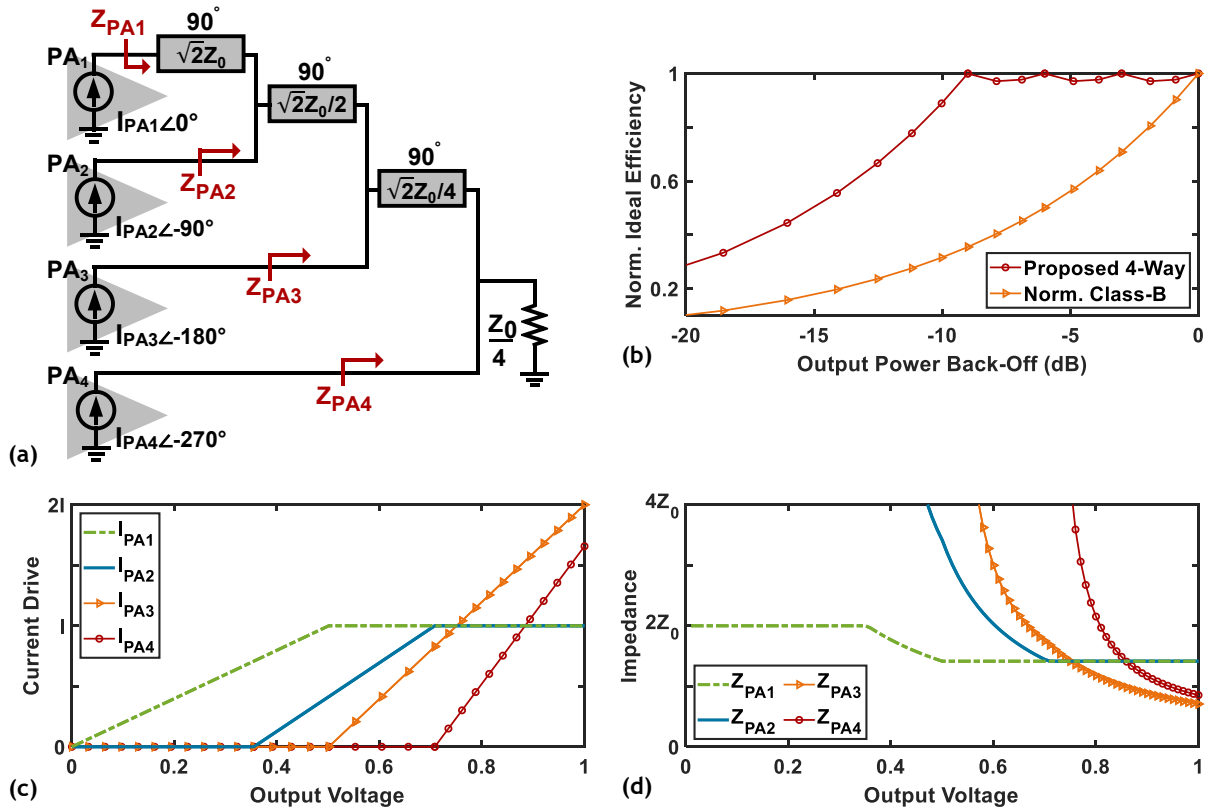 (a)
Z_PA1
90°
√2Z₀
PA₁
I_PA1∠0°
90°
√2Z₀/2
PA₂
Z_PA2
I_PA2∠-90°
90°
√2Z₀/4
PA₃
Z_PA3
I_PA3∠-180°
Z₀
4
PA₄
Z_PA4
I_PA4∠-270°
(b)
Norm. Ideal Efficiency
1
0.6
0.2
Proposed 4-Way
Norm. Class-B
-20
-15
-10
-5
0
Output Power Back-Off (dB)
(c)
Current Drive
2I
I
0
I_PA1
I_PA2
I_PA3
I_PA4
0
0.2
0.4
0.6
0.8
1
Output Voltage
(d)
Impedance
4Z₀
2Z₀
0
Z_PA1
Z_PA3
Z_PA2
Z_PA4
0
0.2
0.4
0.6
0.8
1
Output Voltage